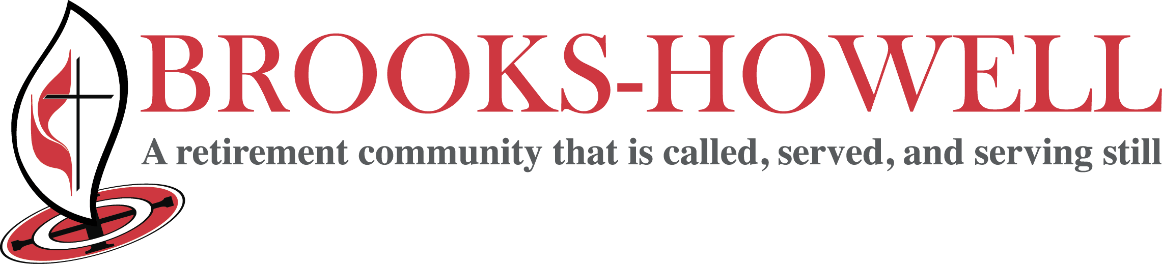 BROOKS-HOWELL
A retirement community that is called, served, and serving still